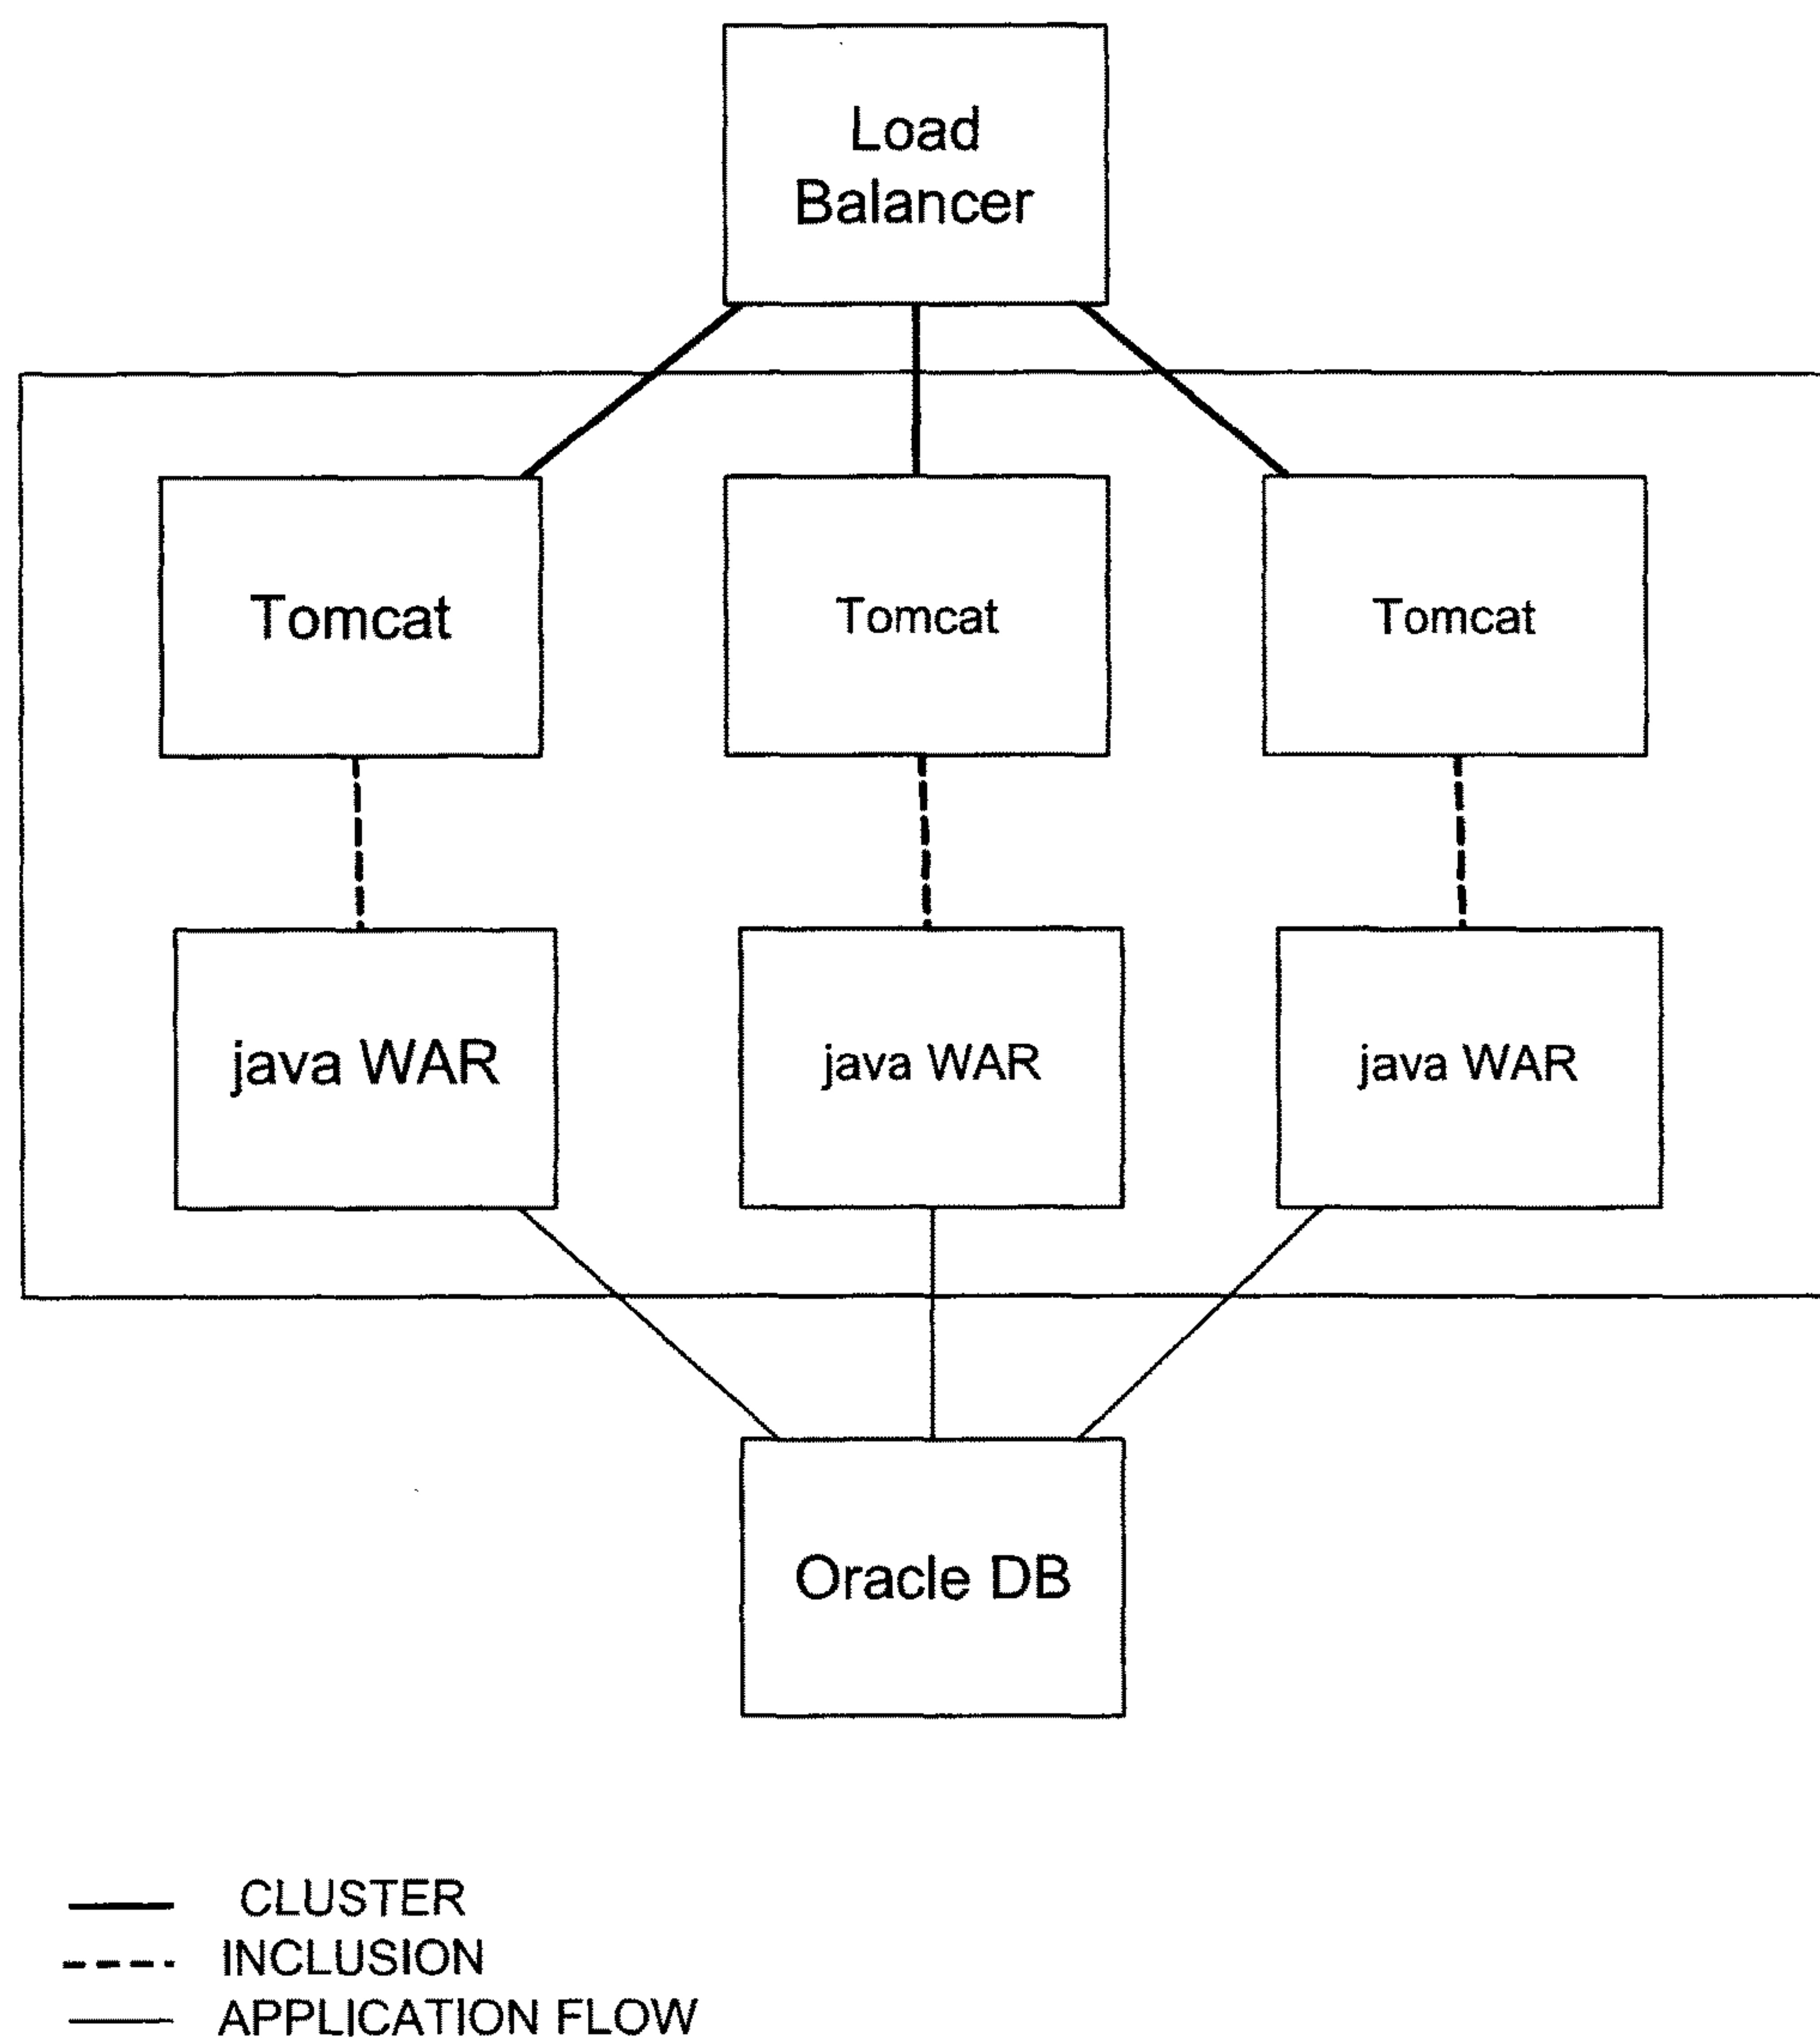 Load
Balancer
Tomcat
Tomcat
Tomcat
java WAR
java WAR
java WAR
Oracle DB
CLUSTER
INCLUSION
APPLICATION FLOW